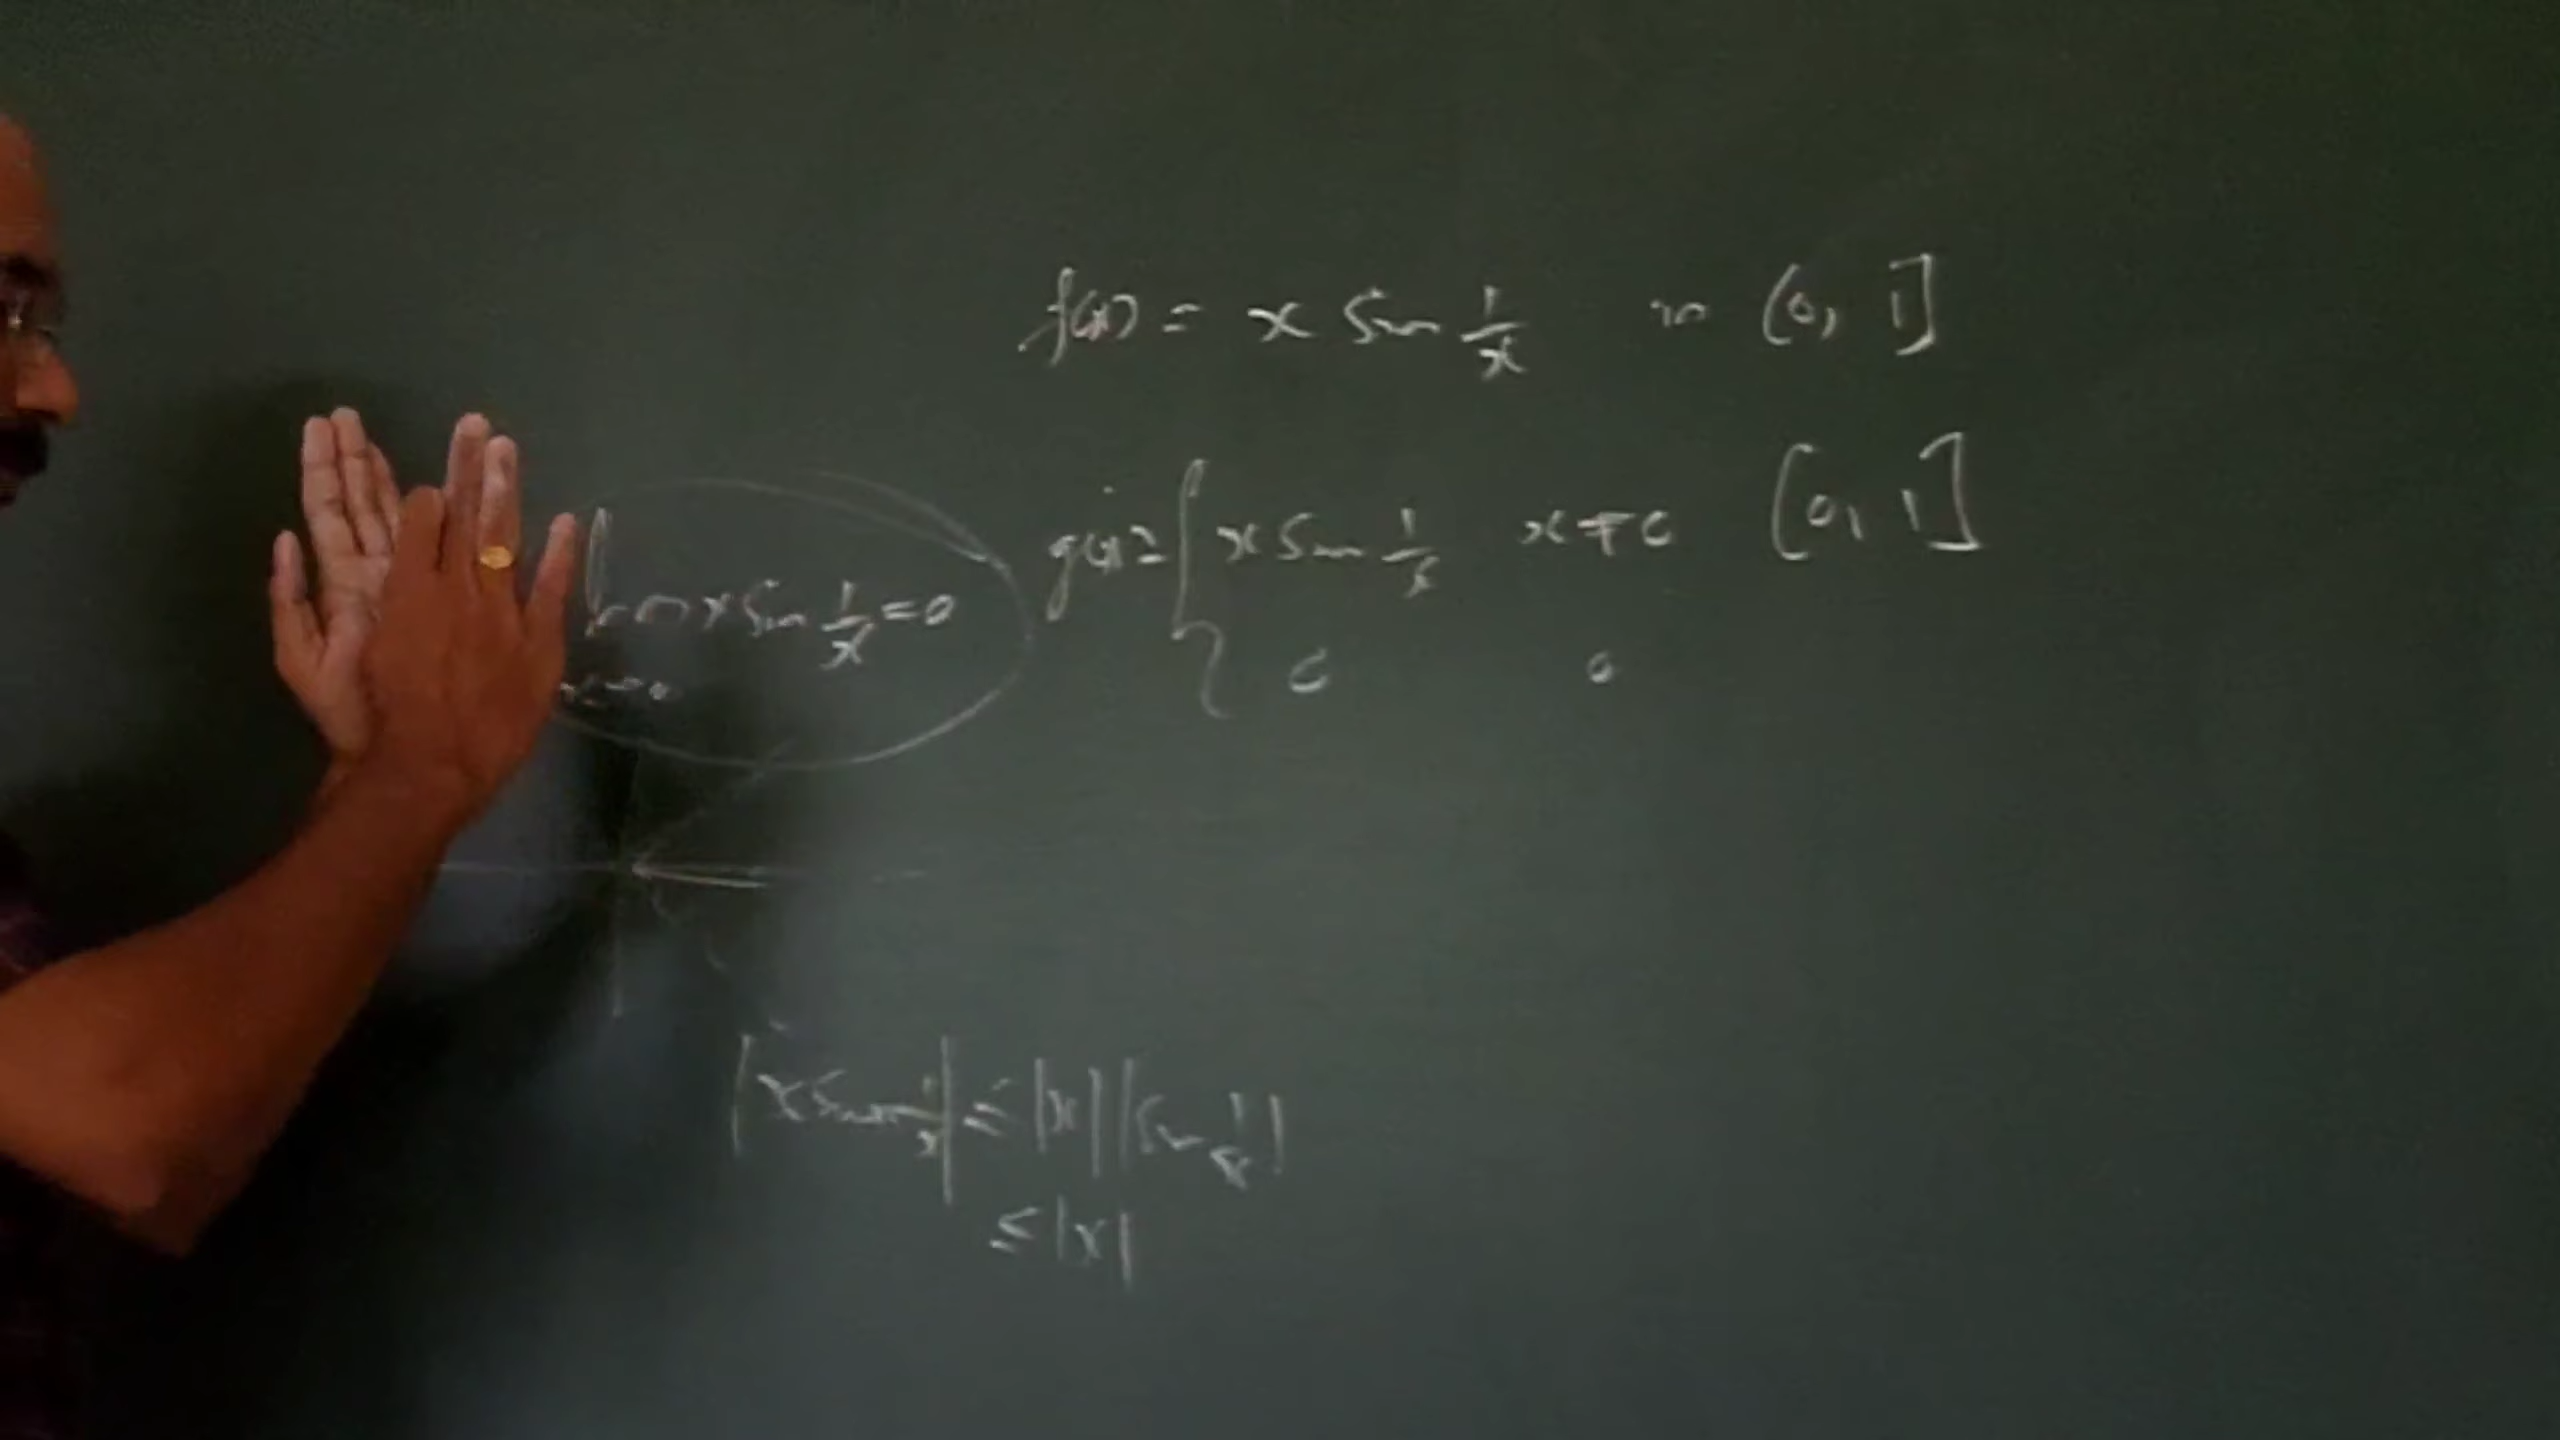 f(x) = x sin 1/x in (0, 1]
g(x) = { x sin 1/x x ≠ 0 [0, 1]
0 0
lim x sin 1/x = 0
x→0
|x sin 1/x| ≤ |x| |sin 1/x|
≤ |x|